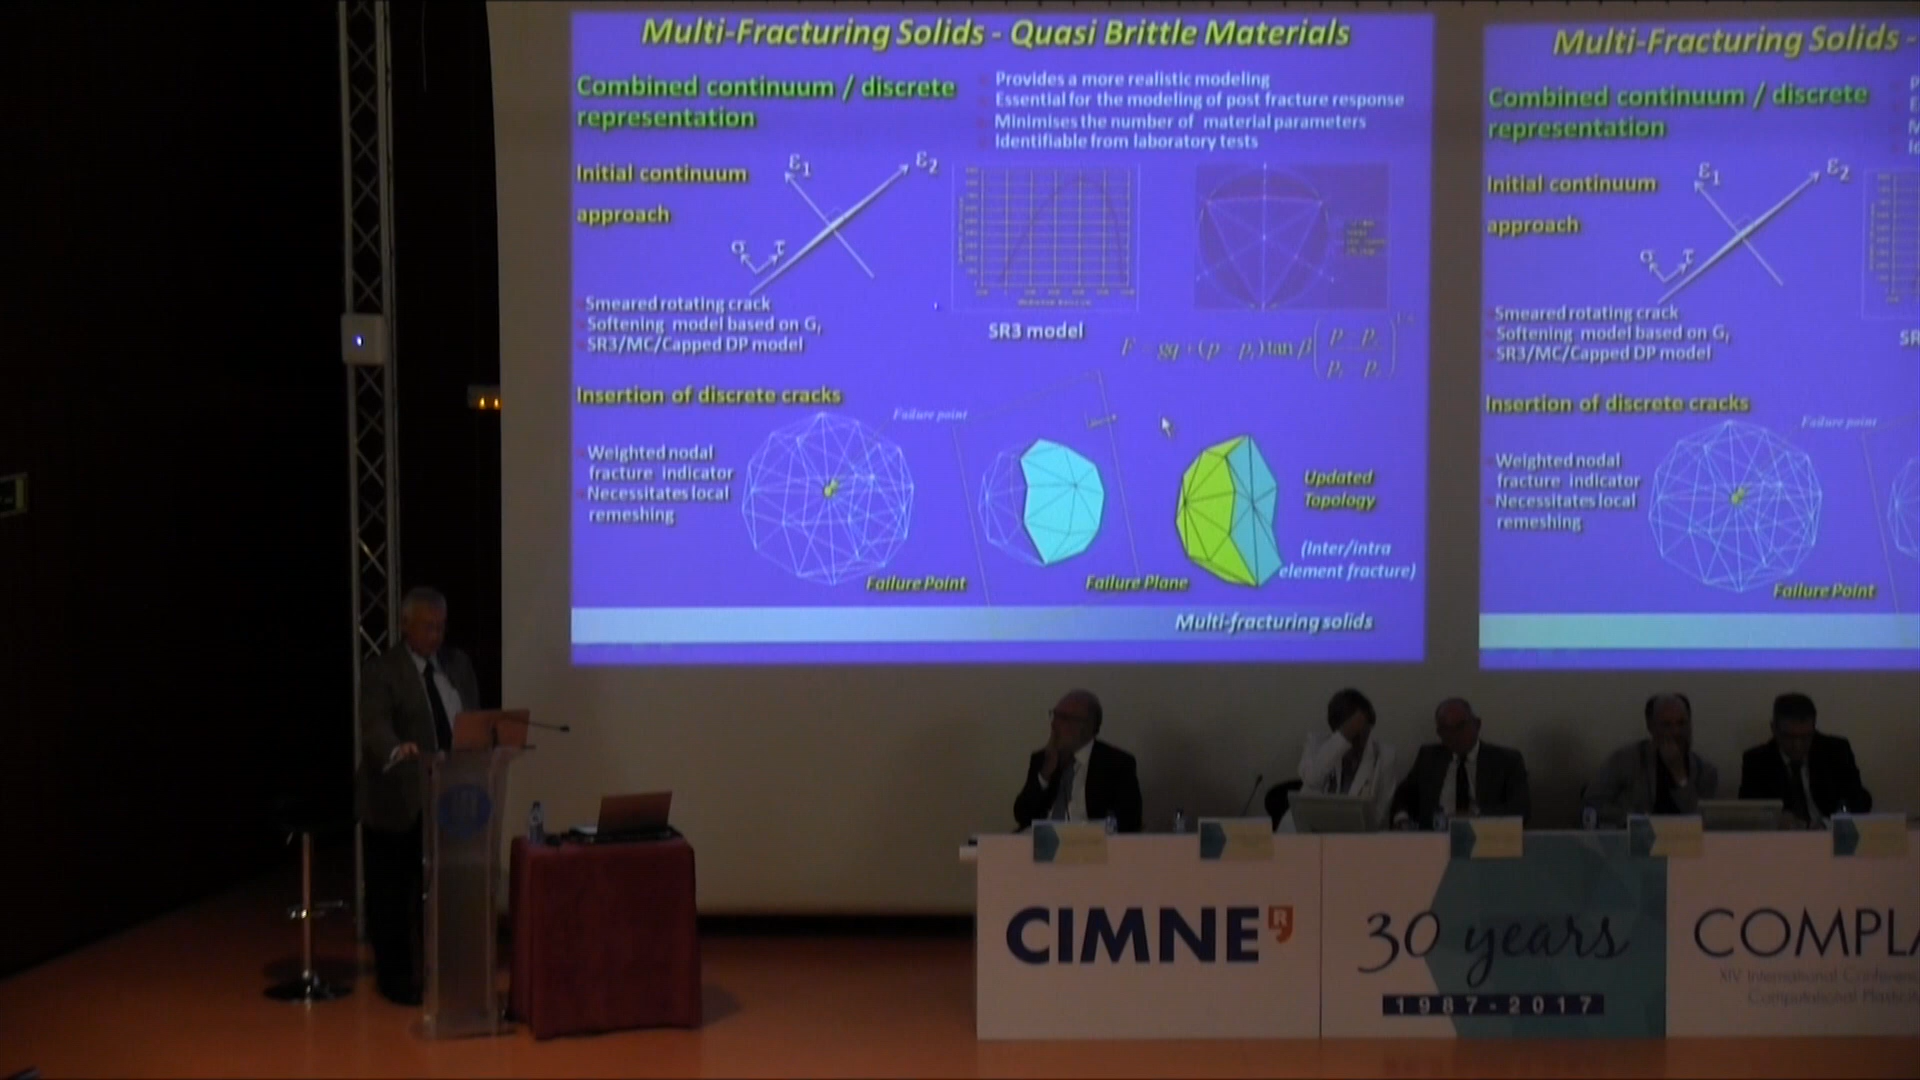 Multi-Fracturing Solids - Quasi Brittle Materials
Combined continuum / discrete
representation
Provides a more realistic modeling
Essential for the modeling of post fracture response
Minimises the number of material parameters
Identifiable from laboratory tests
Initial continuum
approach
ε1
ε2
σ
τ
Smeared rotating crack
Softening model based on Gf
SR3/MC/Capped DP model
SR3 model
Insertion of discrete cracks
Weighted nodal
fracture indicator
Necessitates local
remeshing
Failure point
Failure Point
Failure Plane
Updated
Topology
(Inter/intra
element fracture)
Multi-fracturing solids
Multi-Fracturing Solids -
Combined continuum / discrete
representation
Initial continuum
approach
ε1
ε2
σ
τ
Smeared rotating crack
Softening model based on Gf
SR3/MC/Capped DP model
SR
Insertion of discrete cracks
Weighted nodal
fracture indicator
Necessitates local
remeshing
Failure point
Failure Point
CIMNE R
30 years
1987-2017
COMPLA
XIV International Conferenc
Computational Plastici